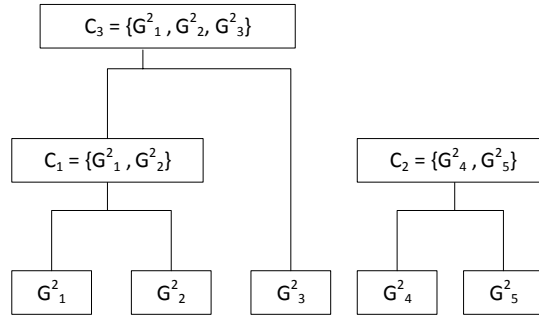 C₃ = {G²₁ , G²₂, G²₃}
C₁ = {G²₁ , G²₂}
C₂ = {G²₄ , G²₅}
G²₁
G²₂
G²₃
G²₄
G²₅